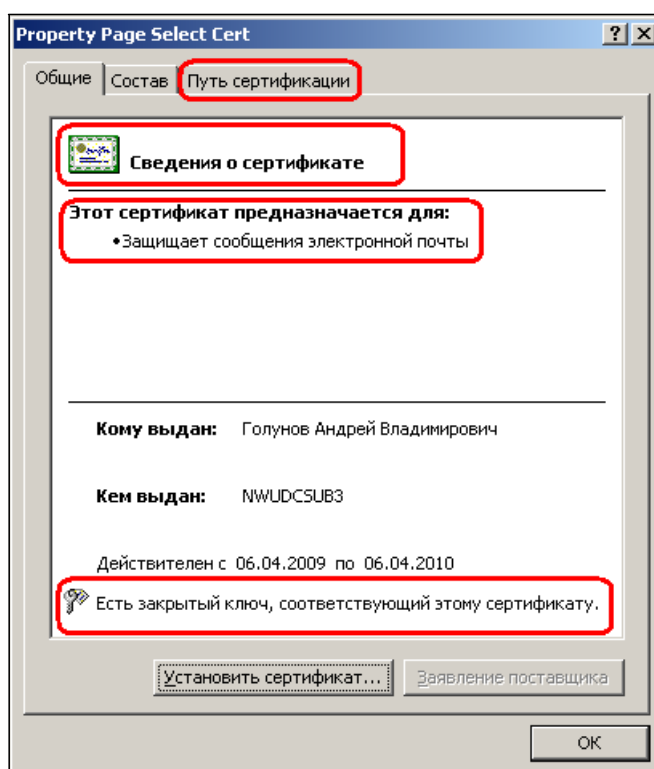 Property Page Select Cert
Общие Состав Путь сертификации
Сведения о сертификате
Этот сертификат предназначается для:
•Защищает сообщения электронной почты
Кому выдан: Голунов Андрей Владимирович
Кем выдан: NWUDCSUB3
Действителен с 06.04.2009 по 06.04.2010
Есть закрытый ключ, соответствующий этому сертификату.
Установить сертификат... Заявление поставщика
ОК